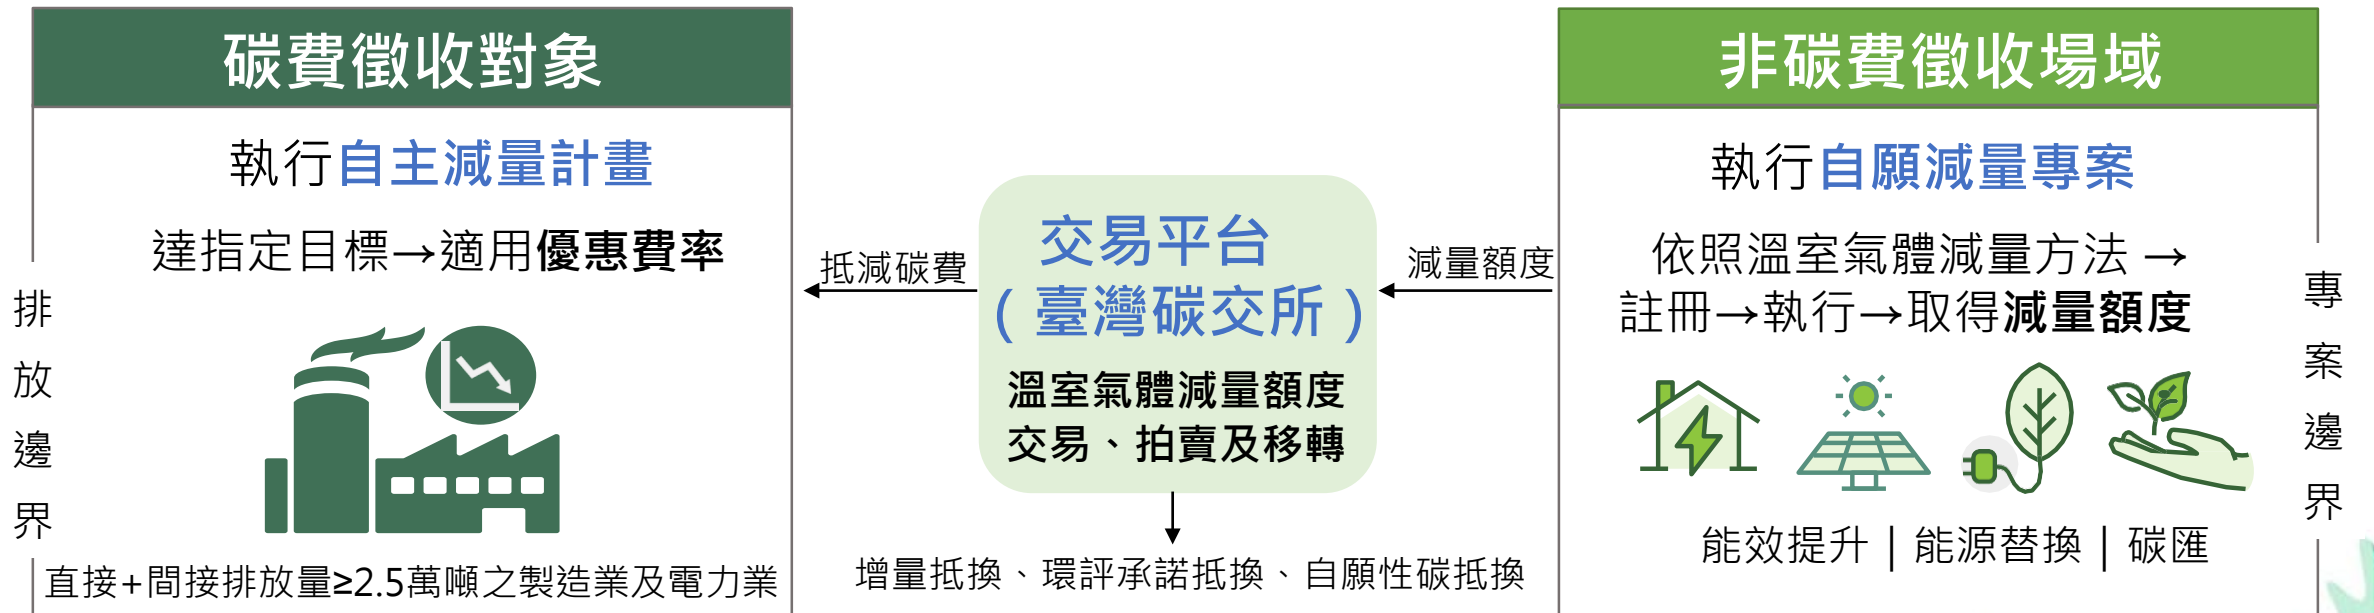 碳費徵收對象
執行自主減量計畫
達指定目標→適用優惠費率
排放邊界
直接+間接排放量≥2.5萬噸之製造業及電力業
抵減碳費
交易平台
(臺灣碳交所)
溫室氣體減量額度
交易、拍賣及移轉
增量抵換、環評承諾抵換、自願性碳抵換
減量額度
非碳費徵收場域
執行自願減量專案
依照溫室氣體減量方法→
註冊→執行→取得減量額度
能效提升｜能源替換｜碳匯
專案邊界